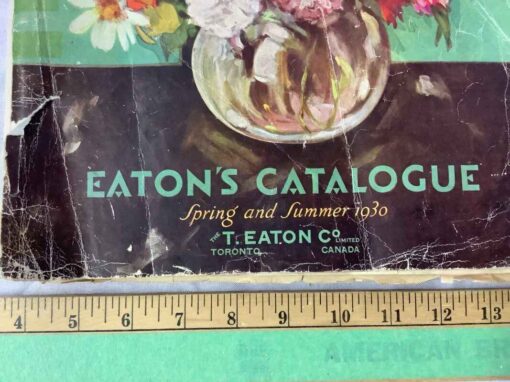 EATON'S CATALOGUE
Spring and Summer 1930
THE T. EATON CO LIMITED
TORONTO CANADA
4 5 6 7 8 9 10 11 12 13
AMERICAN BR